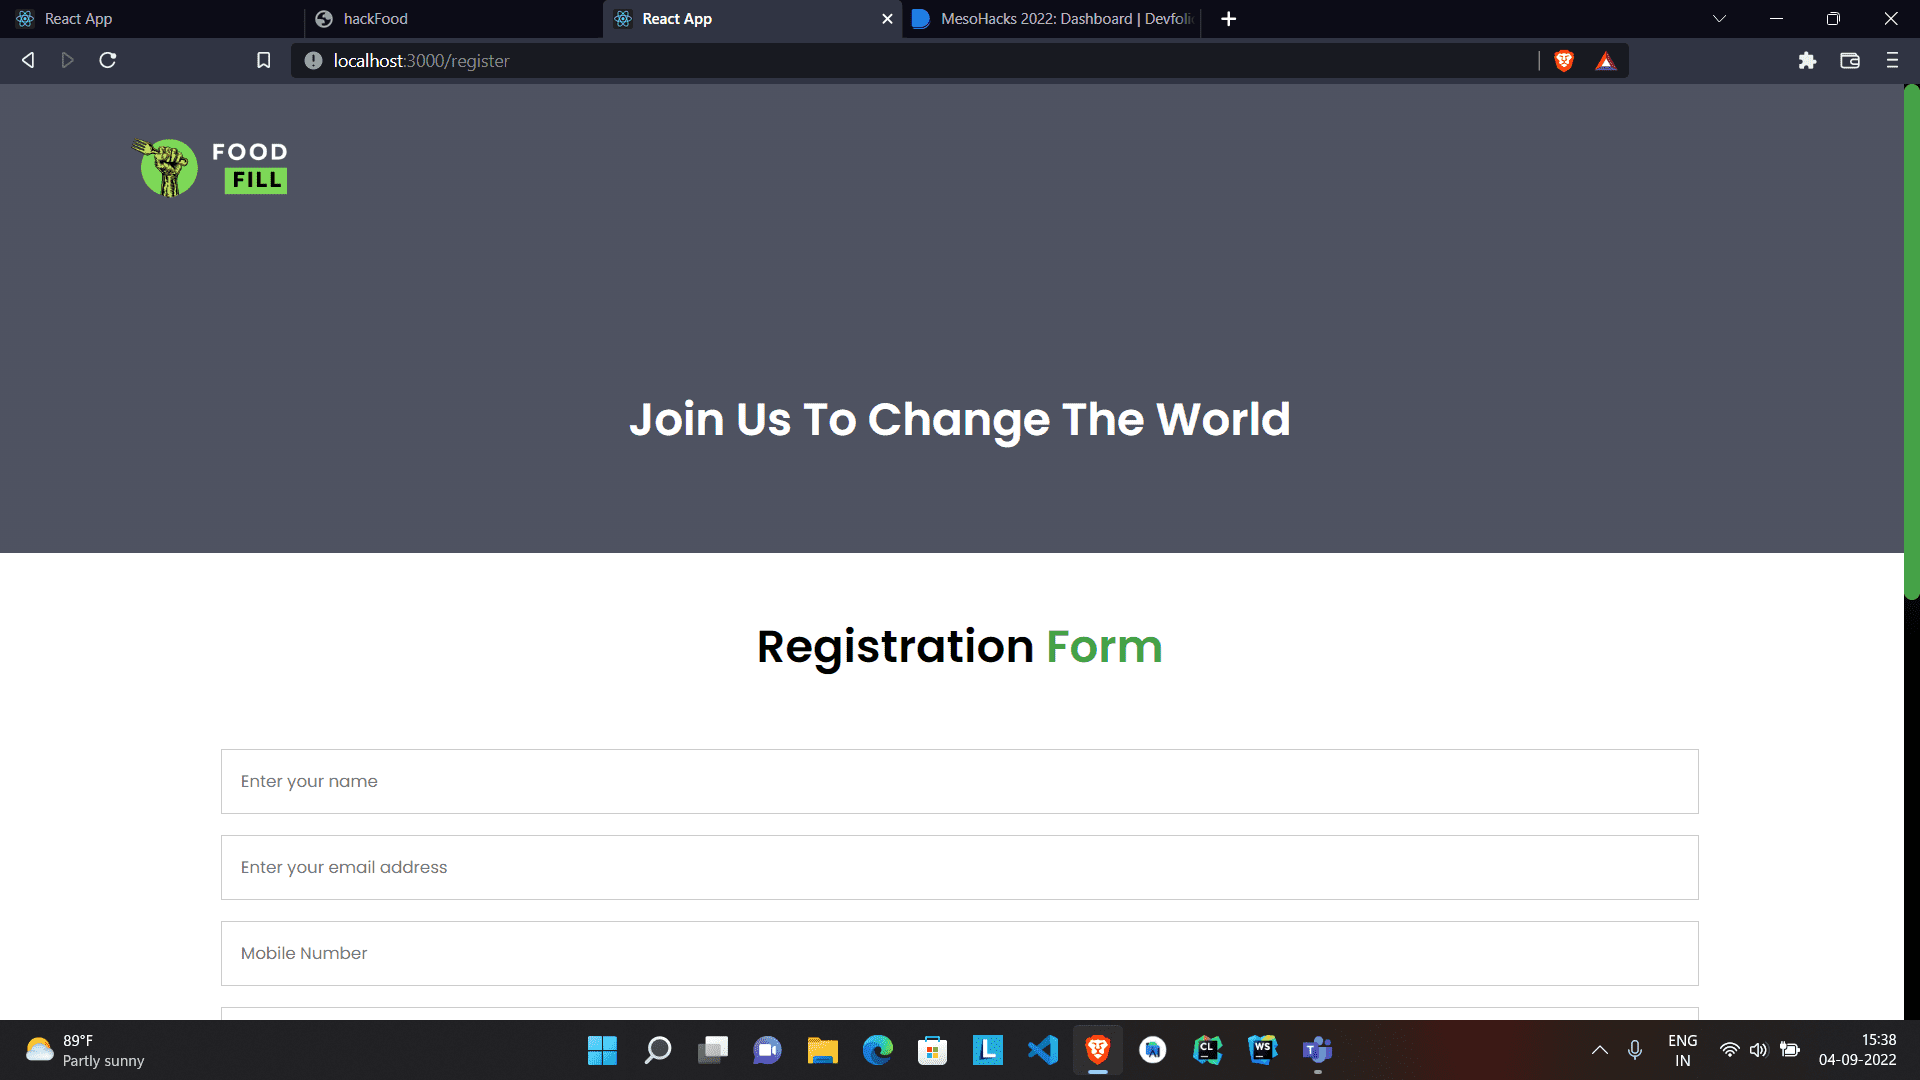 React App
hackFood
React App
MesoHacks 2022: Dashboard | Devfoli
localhost:3000/register
FOOD
FILL
Join Us To Change The World
Registration Form
Enter your name
Enter your email address
Mobile Number
89°F
Partly sunny
L
CL
WS
T
ENG
IN
15:38
04-09-2022